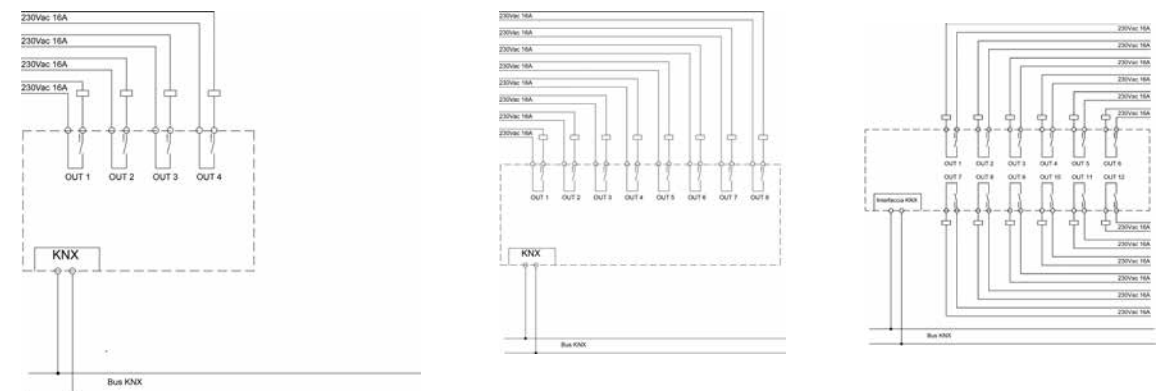 230Vac 16A
230Vac 16A
230Vac 16A
230Vac 16A
OUT 1 OUT 2 OUT 3 OUT 4
KNX
Bus KNX
230Vac 16A
230Vac 16A
230Vac 16A
230Vac 16A
230Vac 16A
230Vac 16A
230Vac 16A
230Vac 16A
OUT 1 OUT 2 OUT 3 OUT 4 OUT 5 OUT 6 OUT 7 OUT 8
KNX
Bus KNX
230Vac 16A
230Vac 16A
230Vac 16A
230Vac 16A
230Vac 16A
230Vac 16A
OUT 1 OUT 2 OUT 3 OUT 4 OUT 5 OUT 6
OUT 7 OUT 8 OUT 9 OUT 10 OUT 11 OUT 12
Interfaccia KNX
230Vac 16A
230Vac 16A
230Vac 16A
230Vac 16A
230Vac 16A
230Vac 16A
Bus KNX